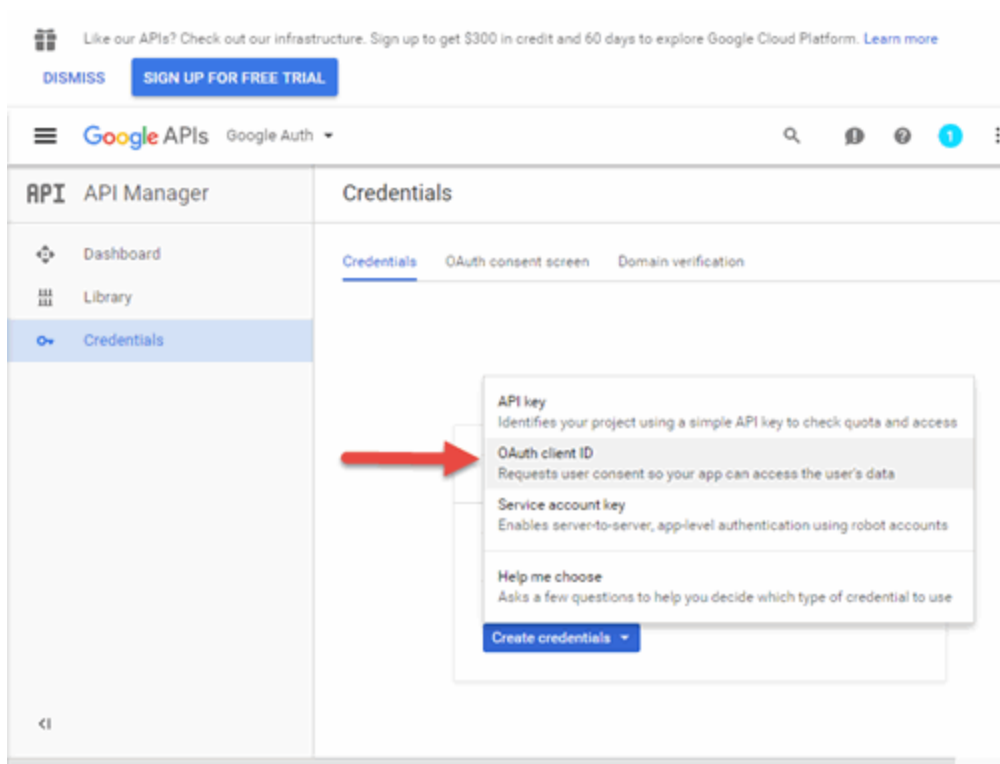 Like our APIs? Check out our infrastructure. Sign up to get $300 in credit and 60 days to explore Google Cloud Platform. Learn more
DISMISS SIGN UP FOR FREE TRIAL
Google APIs Google Auth 1
API API Manager Credentials
Dashboard
Credentials OAuth consent screen Domain verification
Library
Credentials
API key
Identifies your project using a simple API key to check quota and access
OAuth client ID
Requests user consent so your app can access the user's data
Service account key
Enables server-to-server, app-level authentication using robot accounts
Help me choose
Asks a few questions to help you decide which type of credential to use
Create credentials